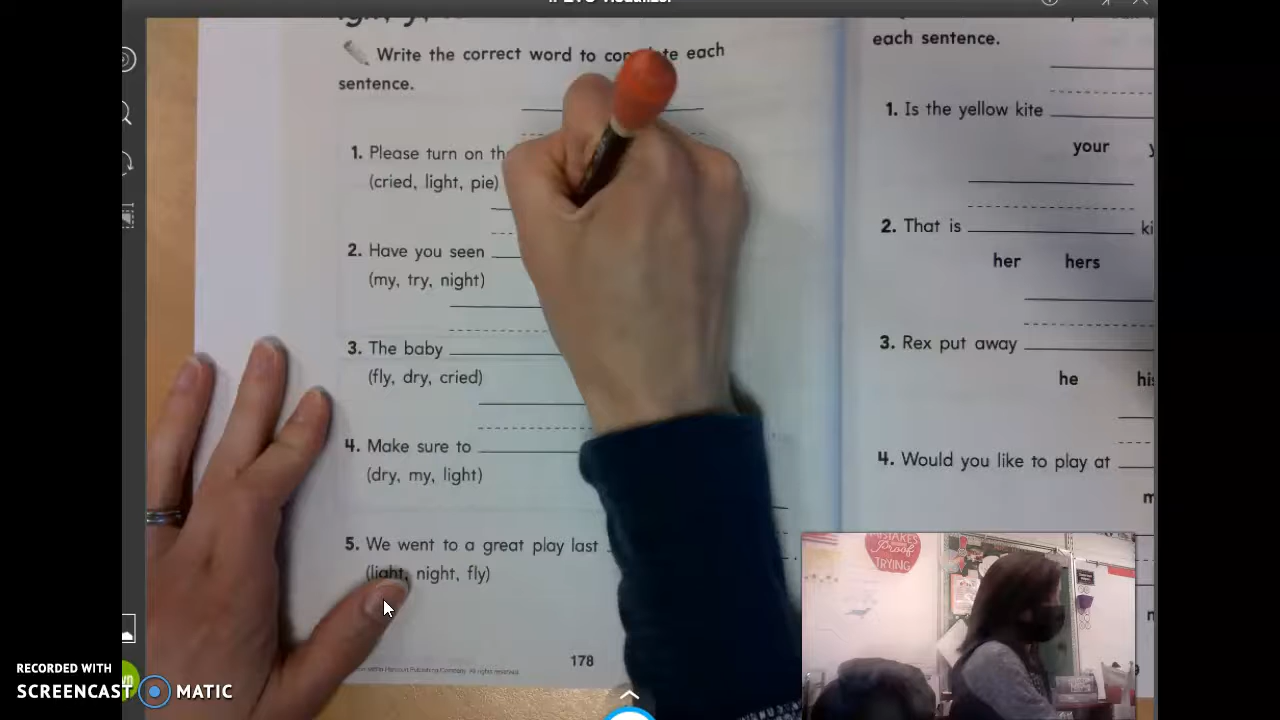 Write the correct word to each
sentence.
1. Please turn on
(cried, light, pie)
2. Have you seen
(my, try, night)
3. The baby
(fly, dry, cried)
4. Make sure to
(dry, my, light)
5. We went to a great play last
(light, night, fly)
178
each sentence.
1. Is the yellow kite
your
2. That is
her hers
3. Rex put away
he
4. Would you like to play at
MISTAKES
Proof
TRYING
RECORDED WITH
SCREENCAST MATIC